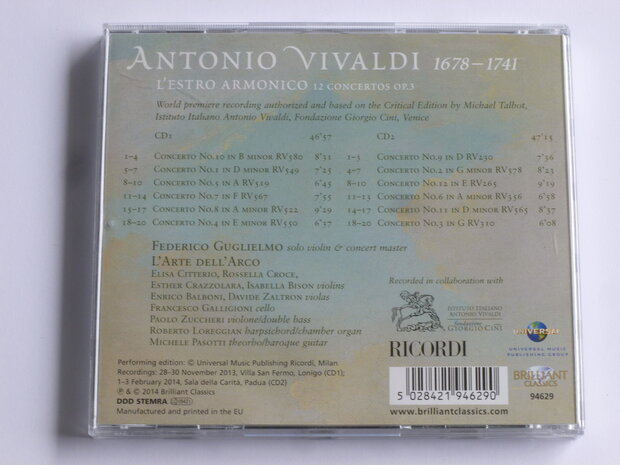 ANTONIO VIVALDI 1678–1741
L'ESTRO ARMONICO 12 CONCERTOS OP.3
World premiere recording authorized and based on the Critical Edition by Michael Talbot,
Istituto Italiano Antonio Vivaldi, Fondazione Giorgio Cini, Venice
CD1 46'57
1–4 CONCERTO NO.10 IN B MINOR RV580 8'31
5–7 CONCERTO NO.1 IN D MAJOR RV549 7'25
8–10 CONCERTO NO.5 IN A RV519 6'45
11–14 CONCERTO NO.7 IN F RV567 7'55
15–17 CONCERTO NO.8 IN A MINOR RV522 9'29
18–20 CONCERTO NO.4 IN E MINOR RV550 6'37
CD2 47'15
1–3 CONCERTO NO.9 IN D RV230 7'36
4–7 CONCERTO NO.2 IN G MINOR RV578 8'23
8–10 CONCERTO NO.12 IN E RV265 9'19
11–13 CONCERTO NO.6 IN A MINOR RV356 6'58
14–17 CONCERTO NO.11 IN D MINOR RV565 8'37
18–20 CONCERTO NO.3 IN G RV310 6'08
FEDERICO GUGLIELMO solo violin & concert master
L'ARTE DELL'ARCO
ELISA CITTERIO, ROSSELLA CROCE,
ESTHER CRAZZOLARA, ISABELLA BISON violins
ENRICO BALBONI, DAVIDE ZALTRON violas
FRANCESCO GALLIGIONI cello
PAOLO ZUCCHERI violone/double bass
ROBERTO LOREGGIAN harpsichord/chamber organ
MICHELE PASOTTI theorbo/baroque guitar
Recorded in collaboration with
ISTITUTO ITALIANO
ANTONIO VIVALDI
fondazione
GIORGIO CINI
RICORDI
UNIVERSAL
UNIVERSAL MUSIC
PUBLISHING GROUP
BRILLIANT
CLASSICS
94629
Performing edition: © Universal Music Publishing Ricordi, Milan.
Recordings: 28–30 November 2013, Villa San Fermo, Lonigo (CD1);
1–3 February 2014, Sala della Carità, Padua (CD2)
℗ & © 2014 Brilliant Classics
DDD STEMRA
Manufactured and printed in the EU
5 028421 946290
www.brilliantclassics.com